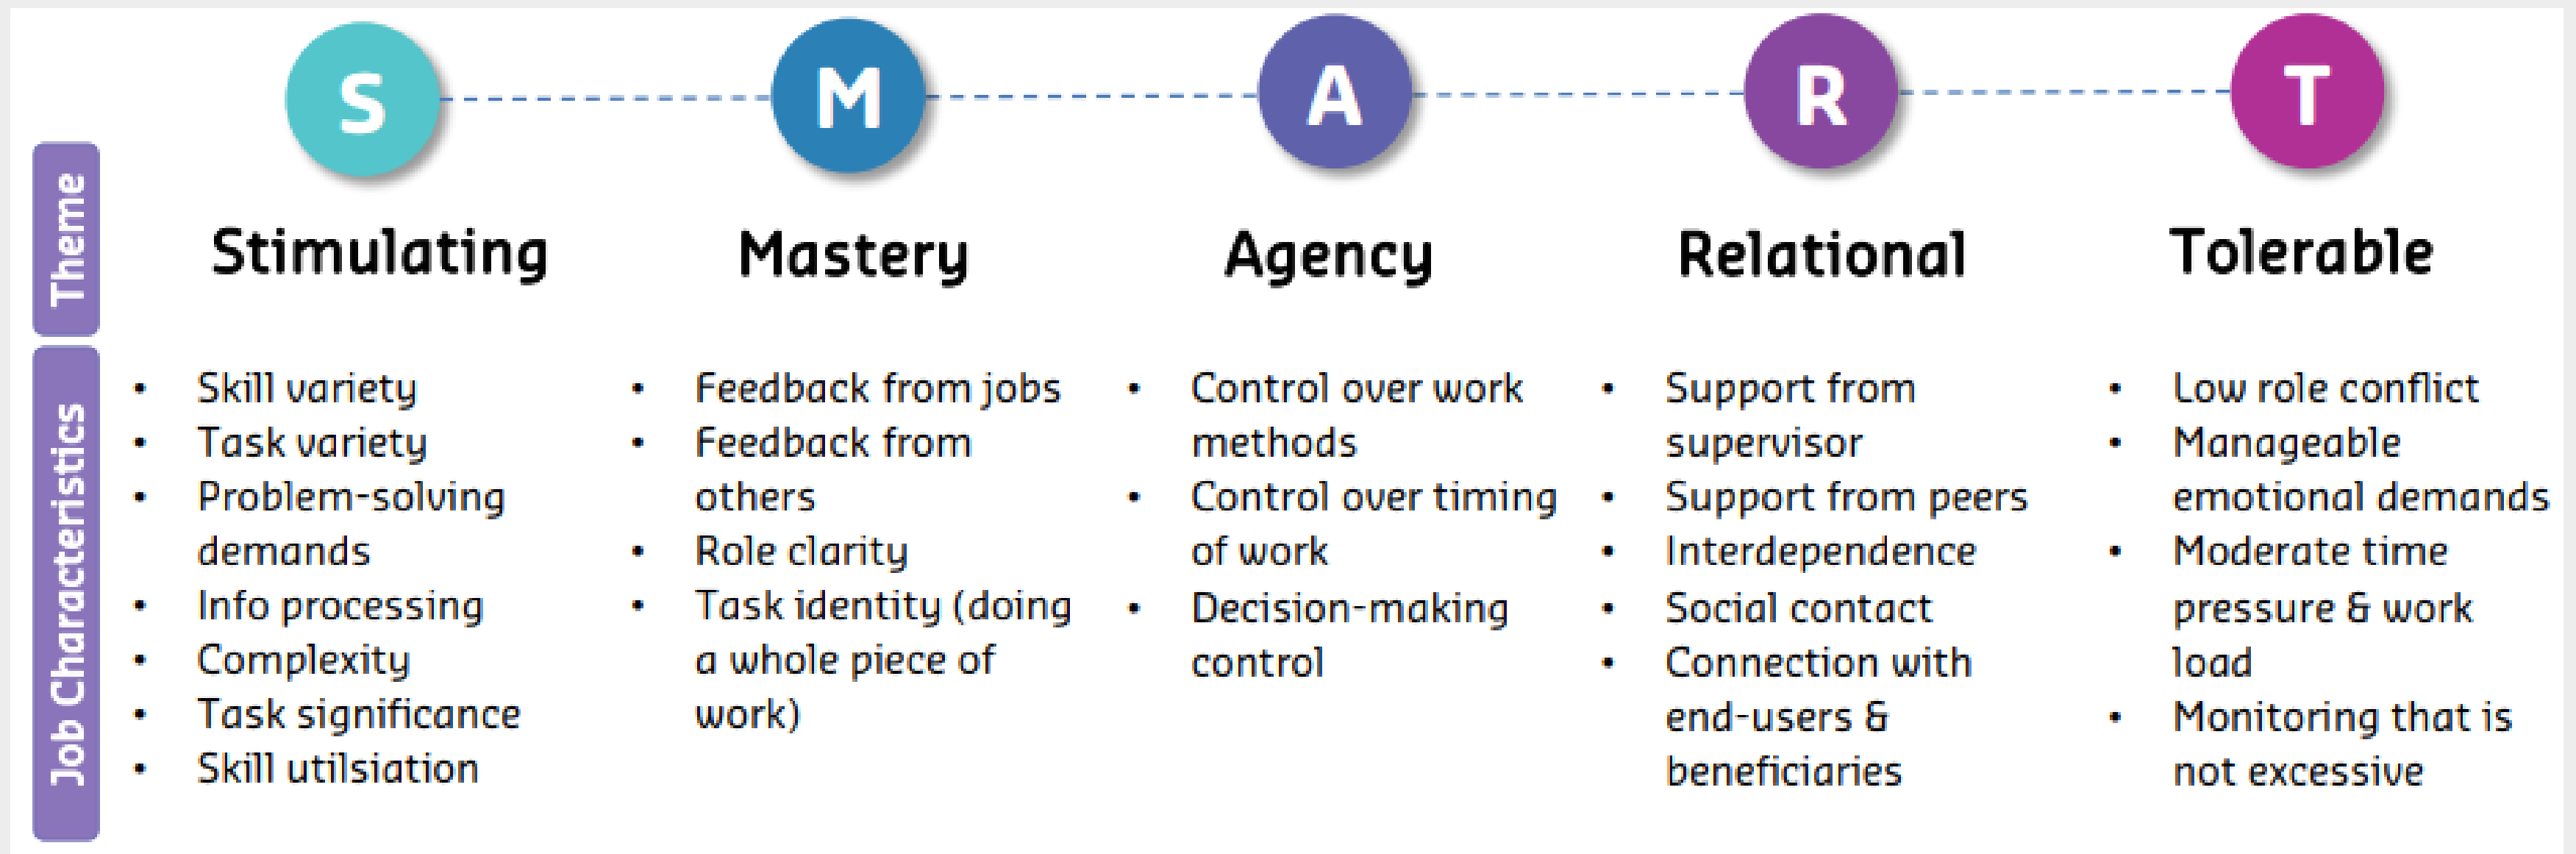 S
M
A
R
T
Theme
Stimulating
Mastery
Agency
Relational
Tolerable
Job Characteristics
• Skill variety
• Task variety
• Problem-solving
demands
• Info processing
• Complexity
• Task significance
• Skill utilsiation
• Feedback from jobs
• Feedback from
others
• Role clarity
• Task identity (doing
a whole piece of
work)
• Control over work
methods
• Control over timing
of work
• Decision-making
control
• Support from
supervisor
• Support from peers
• Interdependence
• Social contact
• Connection with
end-users &
beneficiaries
• Low role conflict
• Manageable
emotional demands
• Moderate time
pressure & work
load
• Monitoring that is
not excessive